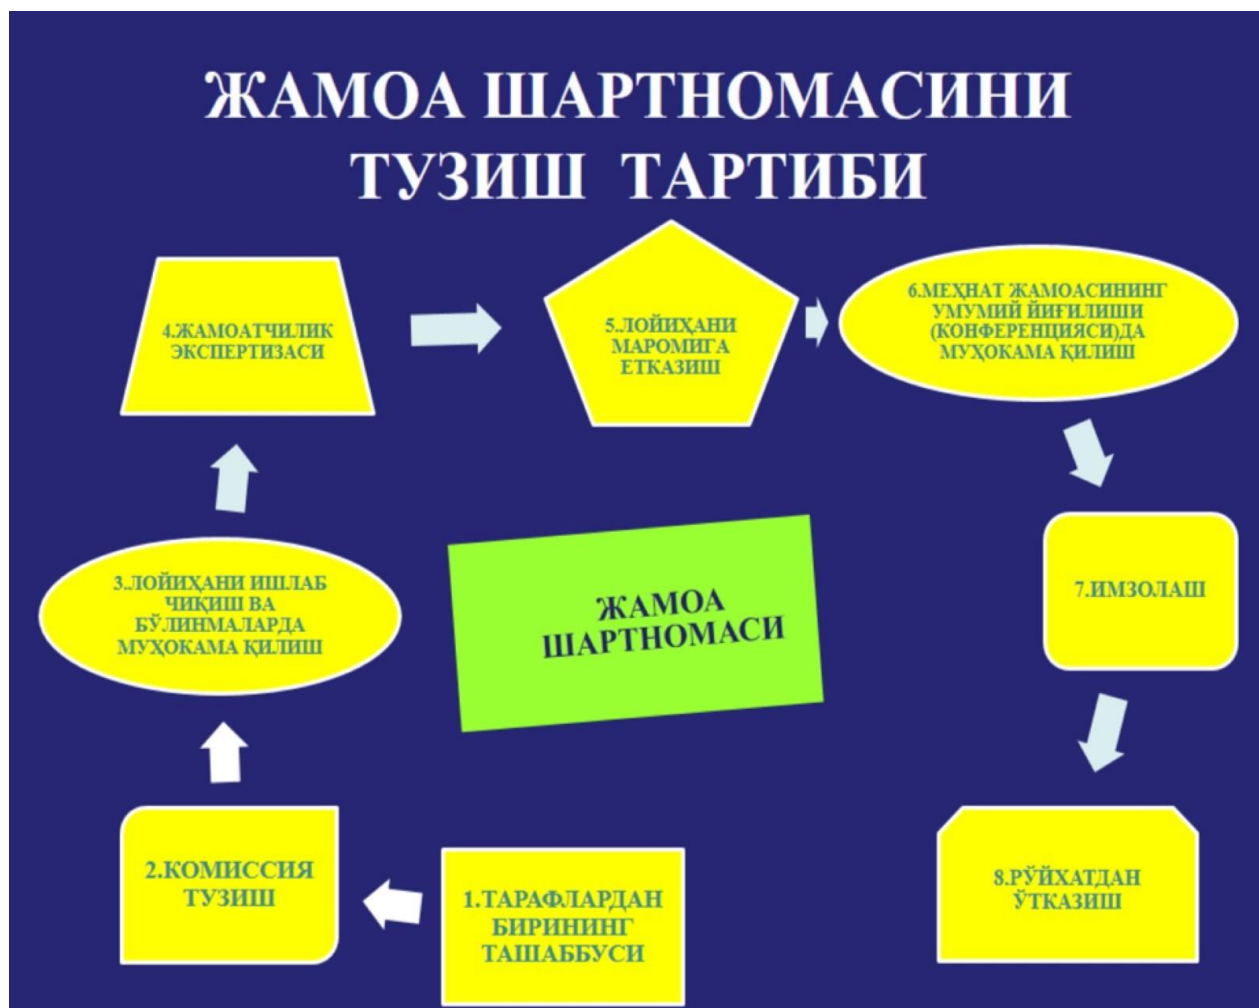 ЖАМОА ШАРТНОМАСИНИ
ТУЗИШ ТАРТИБИ
4.ЖАМОАТЧИЛИК
ЭКСПЕРТИЗАСИ
5.ЛОЙИҲАНИ
МАРОМИГА
ЕТКАЗИШ
6.МЕҲНАТ ЖАМОАСИНИНГ
УМУМИЙ ЙИҒИЛИШИ
(КОНФЕРЕНЦИЯСИ)ДА
МУҲОКАМА ҚИЛИШ
3.ЛОЙИҲАНИ ИШЛАБ
ЧИҚИШ ВА
БЎЛИНМАЛАРДА
МУҲОКАМА ҚИЛИШ
ЖАМОА
ШАРТНОМАСИ
7.ИМЗОЛАШ
2.КОМИССИЯ
ТУЗИШ
1.ТАРАФЛАРДАН
БИРИНИНГ
ТАШАББУСИ
8.РЎЙХАТДАН
ЎТКАЗИШ